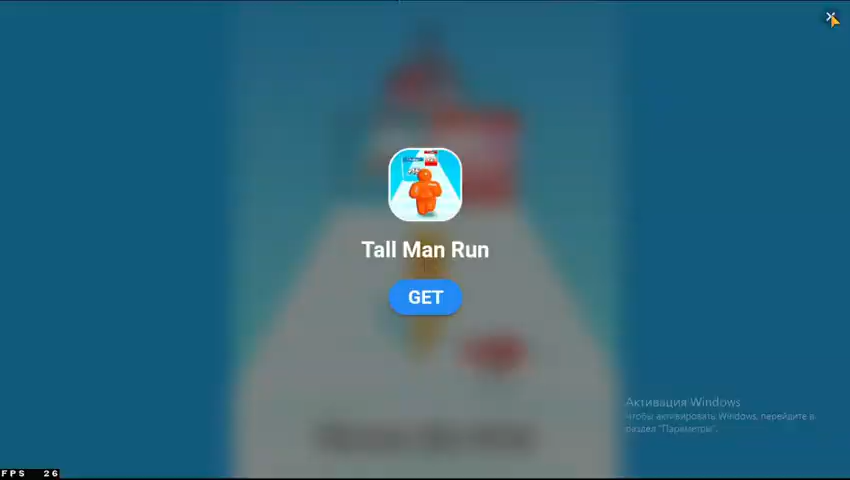 Tall Man Run
GET
Активация Windows
Чтобы активировать Windows, перейдите в
раздел "Параметры".
FPS 26